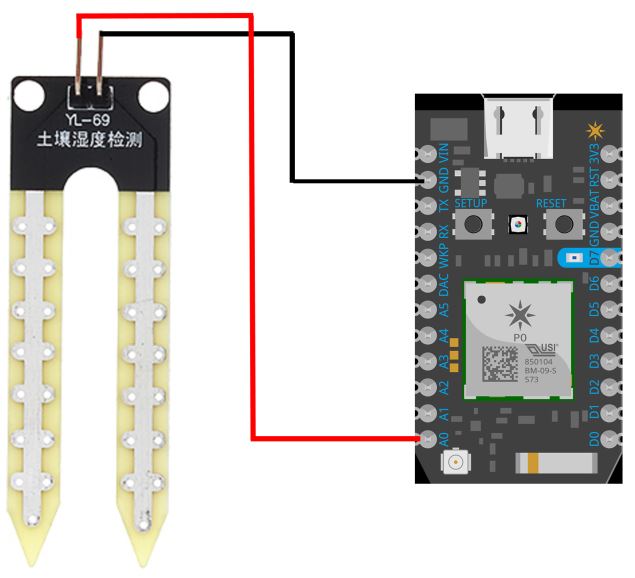 YL-69
土壤湿度检测
VIN
GND
TX
RX
WKP
DAC
A5
A4
A3
A2
A1
A0
SETUP
RESET
3V3
RST
VBAT
GND
D7
D6
D5
D4
D3
D2
D1
D0
P0
USI
850104
BM-09-S
573